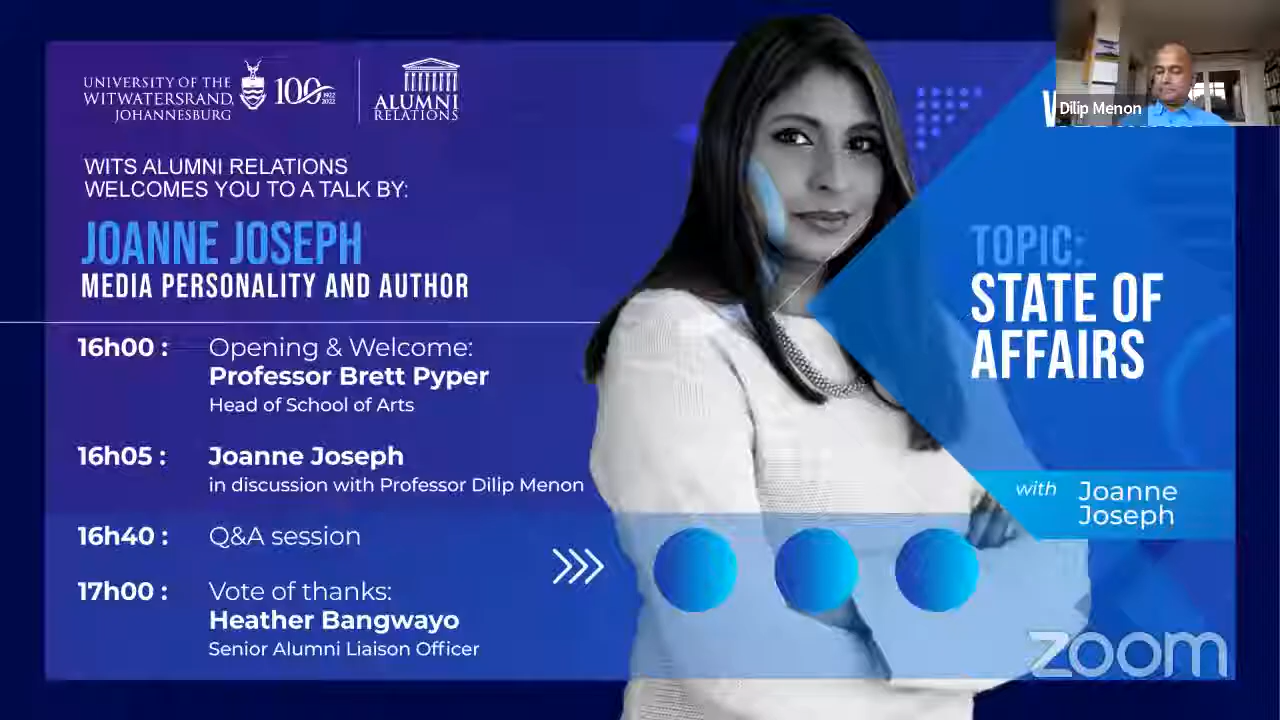 UNIVERSITY OF THE
WITWATERSRAND,
JOHANNESBURG
100 1922 2022
ALUMNI
RELATIONS
Dilip Menon
WITS ALUMNI RELATIONS
WELCOMES YOU TO A TALK BY:
JOANNE JOSEPH
MEDIA PERSONALITY AND AUTHOR
16h00 : Opening & Welcome:
Professor Brett Pyper
Head of School of Arts
16h05 : Joanne Joseph
in discussion with Professor Dilip Menon
16h40 : Q&A session
17h00 : Vote of thanks:
Heather Bangwayo
Senior Alumni Liaison Officer
TOPIC:
STATE OF
AFFAIRS
with Joanne
Joseph
zoom